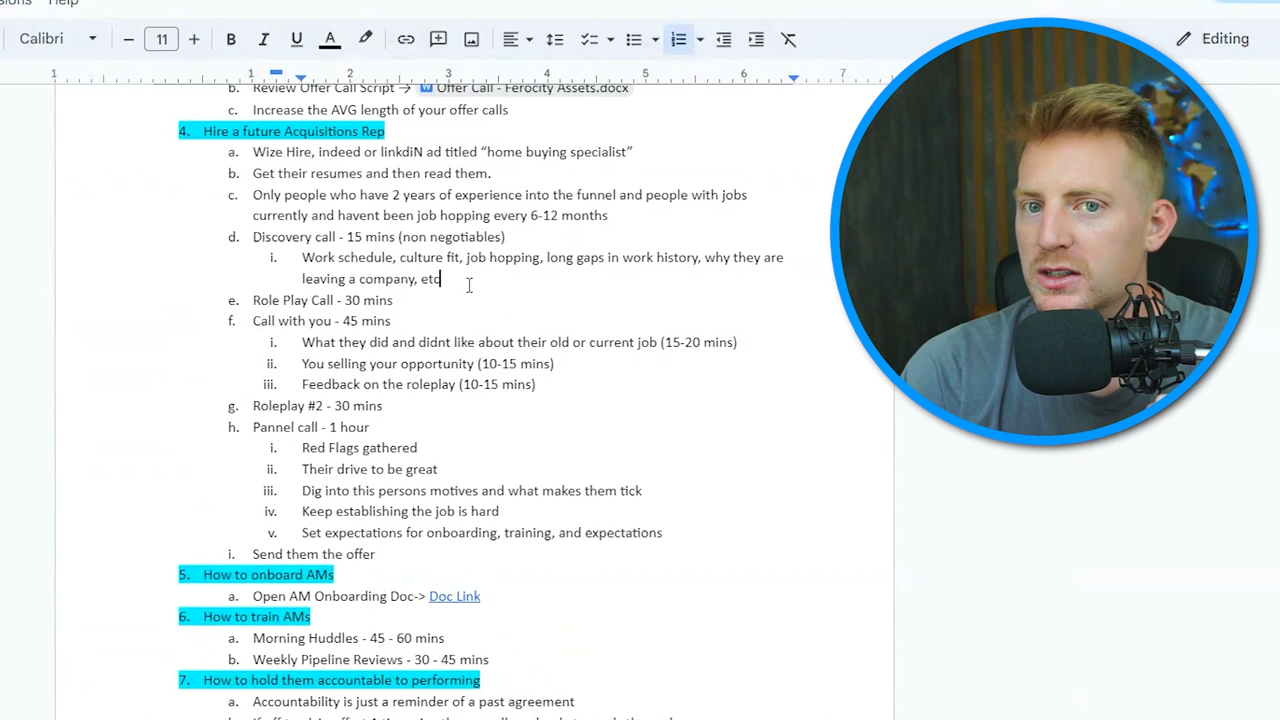 Help
Calibri
11
Editing
1
1
2
3
4
5
6
7
b. Review Offer Call Script → Offer Call - Ferocity Assets.docx
c. Increase the AVG length of your offer calls
4. Hire a future Acquisitions Rep
a. Wize Hire, indeed or linkdiN ad titled “home buying specialist”
b. Get their resumes and then read them.
c. Only people who have 2 years of experience into the funnel and people with jobs
currently and havent been job hopping every 6-12 months
d. Discovery call - 15 mins (non negotiables)
i. Work schedule, culture fit, job hopping, long gaps in work history, why they are
leaving a company, etc
e. Role Play Call - 30 mins
f. Call with you - 45 mins
i. What they did and didnt like about their old or current job (15-20 mins)
ii. You selling your opportunity (10-15 mins)
iii. Feedback on the roleplay (10-15 mins)
g. Roleplay #2 - 30 mins
h. Pannel call - 1 hour
i. Red Flags gathered
ii. Their drive to be great
iii. Dig into this persons motives and what makes them tick
iv. Keep establishing the job is hard
v. Set expectations for onboarding, training, and expectations
i. Send them the offer
5. How to onboard AMs
a. Open AM Onboarding Doc-> Doc Link
6. How to train AMs
a. Morning Huddles - 45 - 60 mins
b. Weekly Pipeline Reviews - 30 - 45 mins
7. How to hold them accountable to performing
a. Accountability is just a reminder of a past agreement